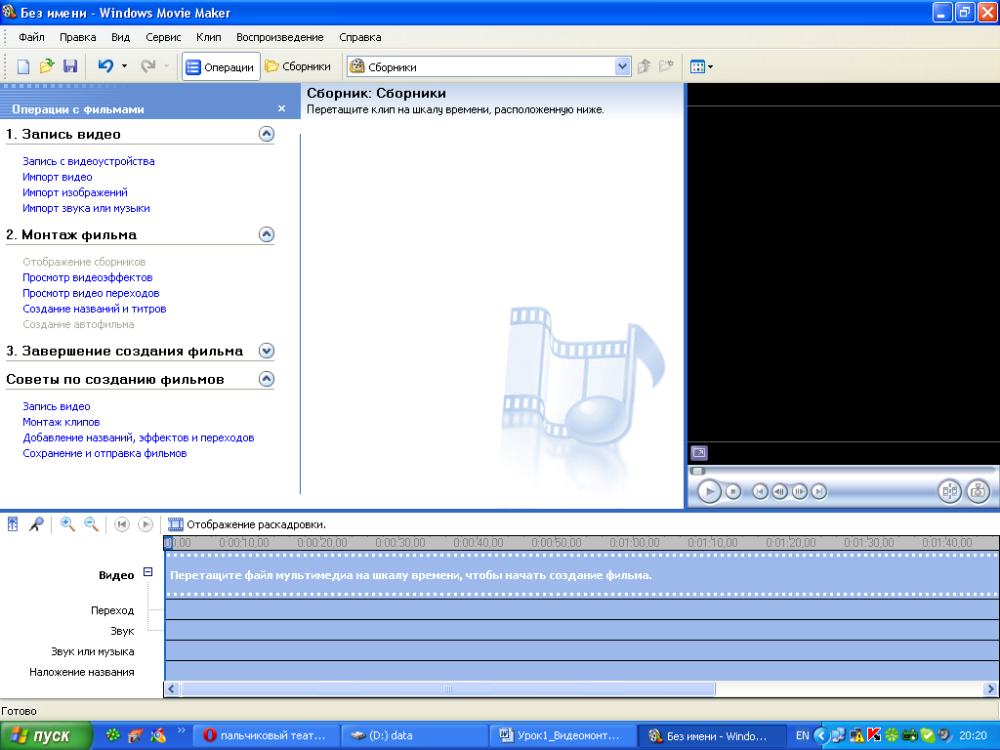 Без имени - Windows Movie Maker
Файл Правка Вид Сервис Клип Воспроизведение Справка
Операции Сборники Сборники
Операции с фильмами
1. Запись видео
Запись с видеоустройства
Импорт видео
Импорт изображений
Импорт звука или музыки
2. Монтаж фильма
Отображение сборников
Просмотр видеоэффектов
Просмотр видео переходов
Создание названий и титров
Создание автофильма
3. Завершение создания фильма
Советы по созданию фильмов
Запись видео
Монтаж клипов
Добавление названий, эффектов и переходов
Сохранение и отправка фильмов
Сборник: Сборники
Перетащите клип на шкалу времени, расположенную ниже.
Отображение раскадровки.
0:00:10,00 0:00:20,00 0:00:30,00 0:00:40,00 0:00:50,00 0:01:00,00 0:01:10,00 0:01:20,00 0:01:30,00 0:01:40,00
Видео
Перетащите файл мультимедиа на шкалу времени, чтобы начать создание фильма.
Переход
Звук
Звук или музыка
Наложение названия
Готово
пуск
пальчиковый теат...
(D:) data
Урок1_Видеомонт...
Без имени - Windo...
EN
20:20